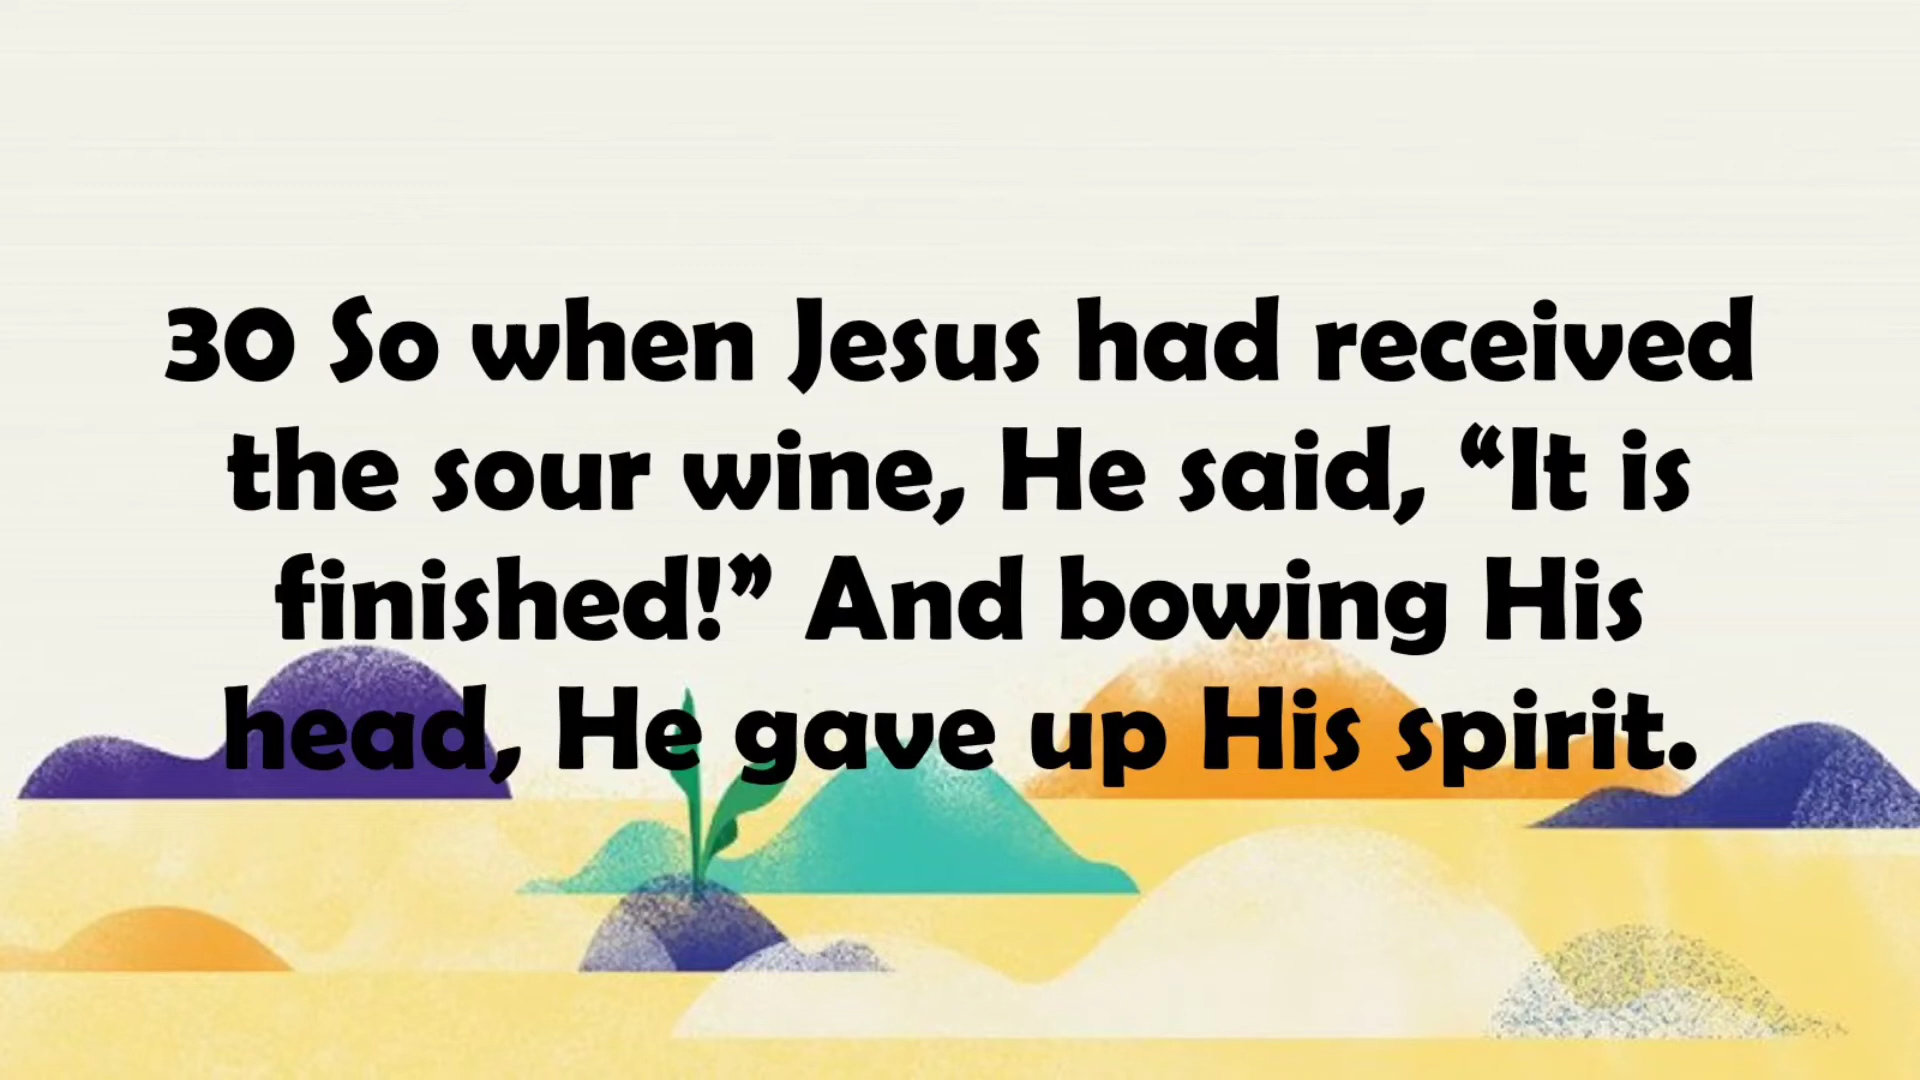 30 So when Jesus had received
the sour wine, He said, “It is
finished!” And bowing His
head, He gave up His spirit.